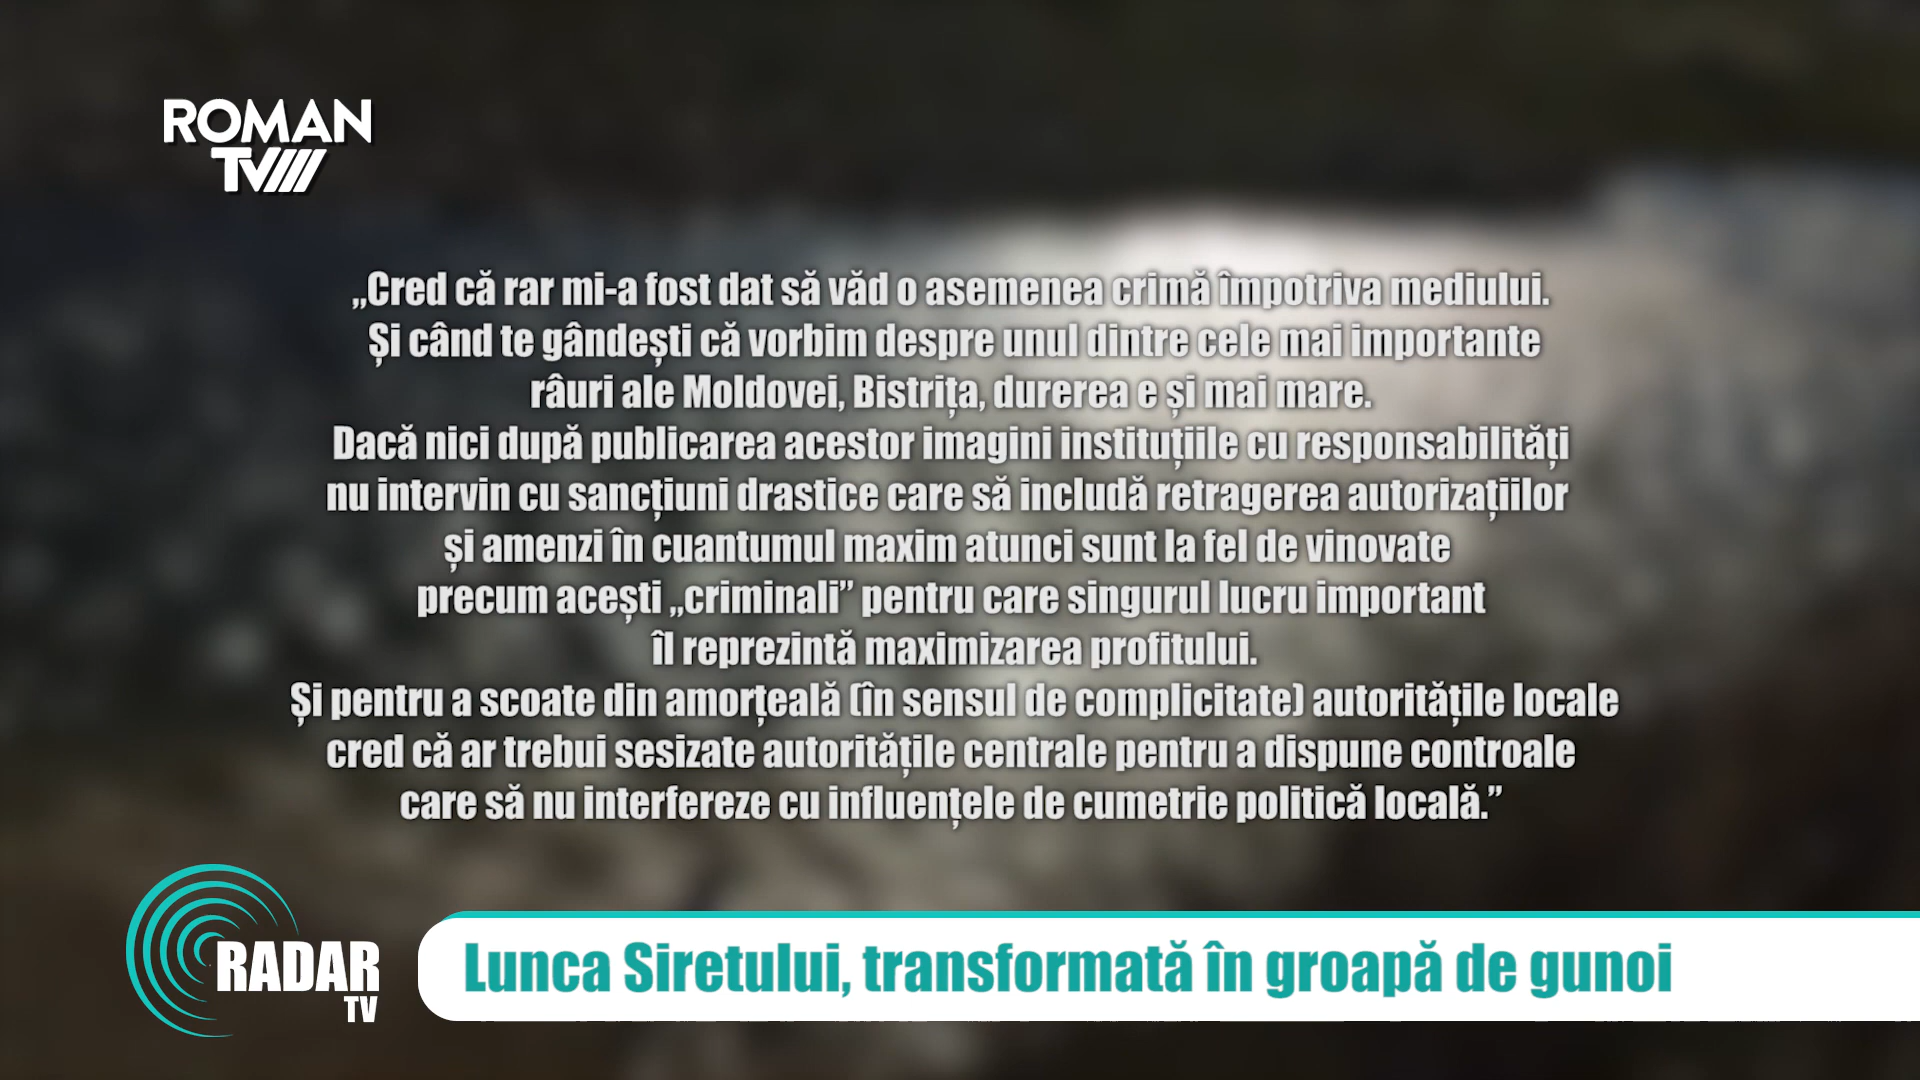 ROMAN
TV
„Cred că rar mi-a fost dat să văd o asemenea crimă împotriva mediului.
Și când te gândești că vorbim despre unul dintre cele mai importante
râuri ale Moldovei, Bistrița, durerea e și mai mare.
Dacă nici după publicarea acestor imagini instituțiile cu responsabilități
nu intervin cu sancțiuni drastice care să includă retragerea autorizațiilor
și amenzi în cuantumul maxim atunci sunt la fel de vinovate
precum acești „criminali” pentru care singurul lucru important
îl reprezintă maximizarea profitului.
Și pentru a scoate din amorțeală (în sensul de complicitate) autoritățile locale
cred că ar trebui sesizate autoritățile centrale pentru a dispune controale
care să nu interfereze cu influențele de cumetrie politică locală.”
RADAR
TV
Lunca Siretului, transformată în groapă de gunoi